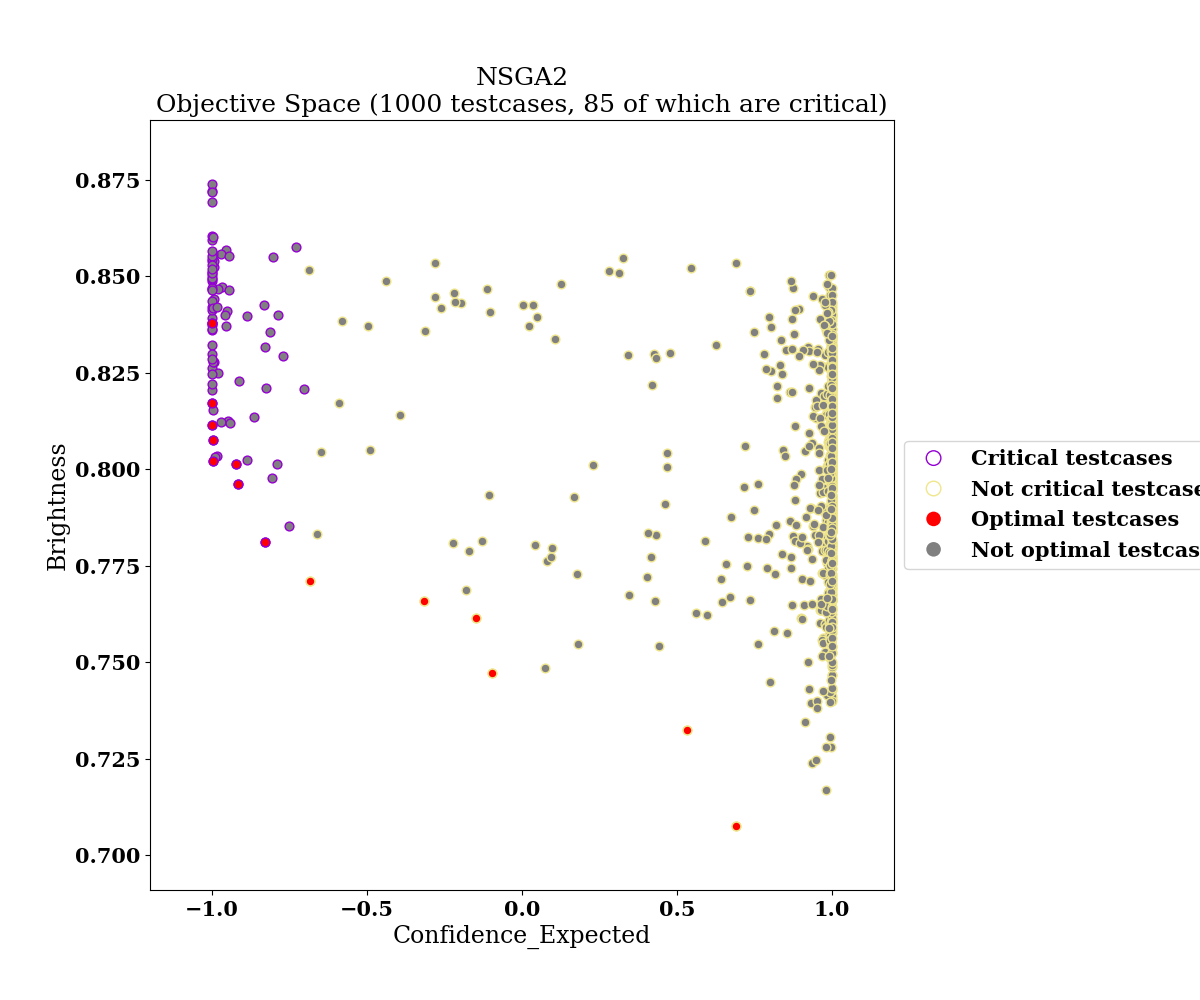 NSGA2
Objective Space (1000 testcases, 85 of which are critical)
0.875
0.850
0.825
0.800
0.775
0.750
0.725
0.700
Brightness
−1.0
−0.5
0.0
0.5
1.0
Confidence_Expected
Critical testcases
Not critical testcase
Optimal testcases
Not optimal testcas